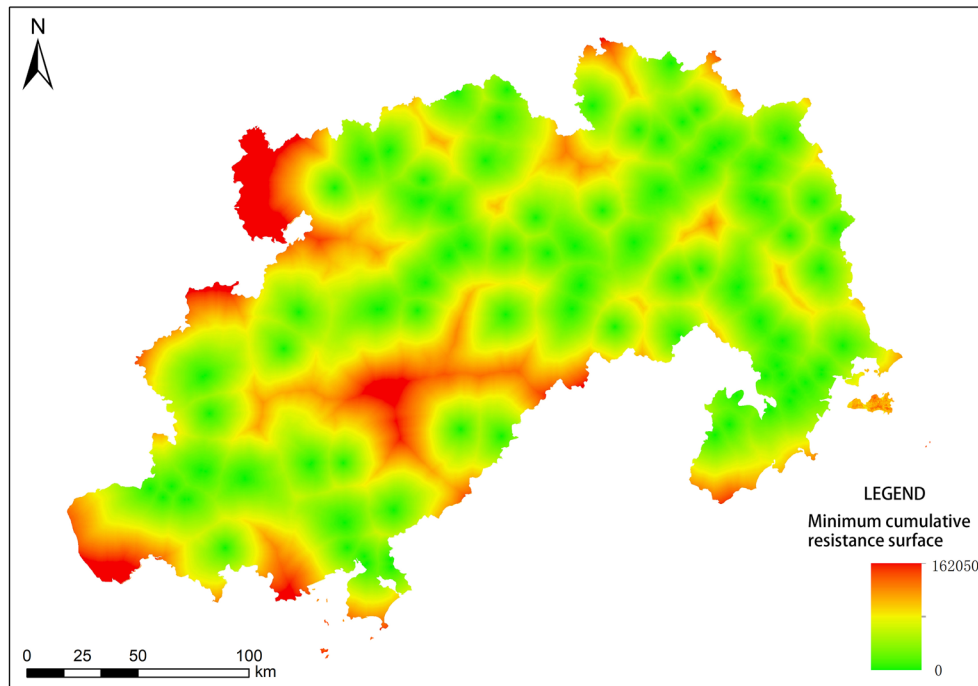 N
LEGEND
Minimum cumulative
resistance surface
162050
0
0 25 50 100
km